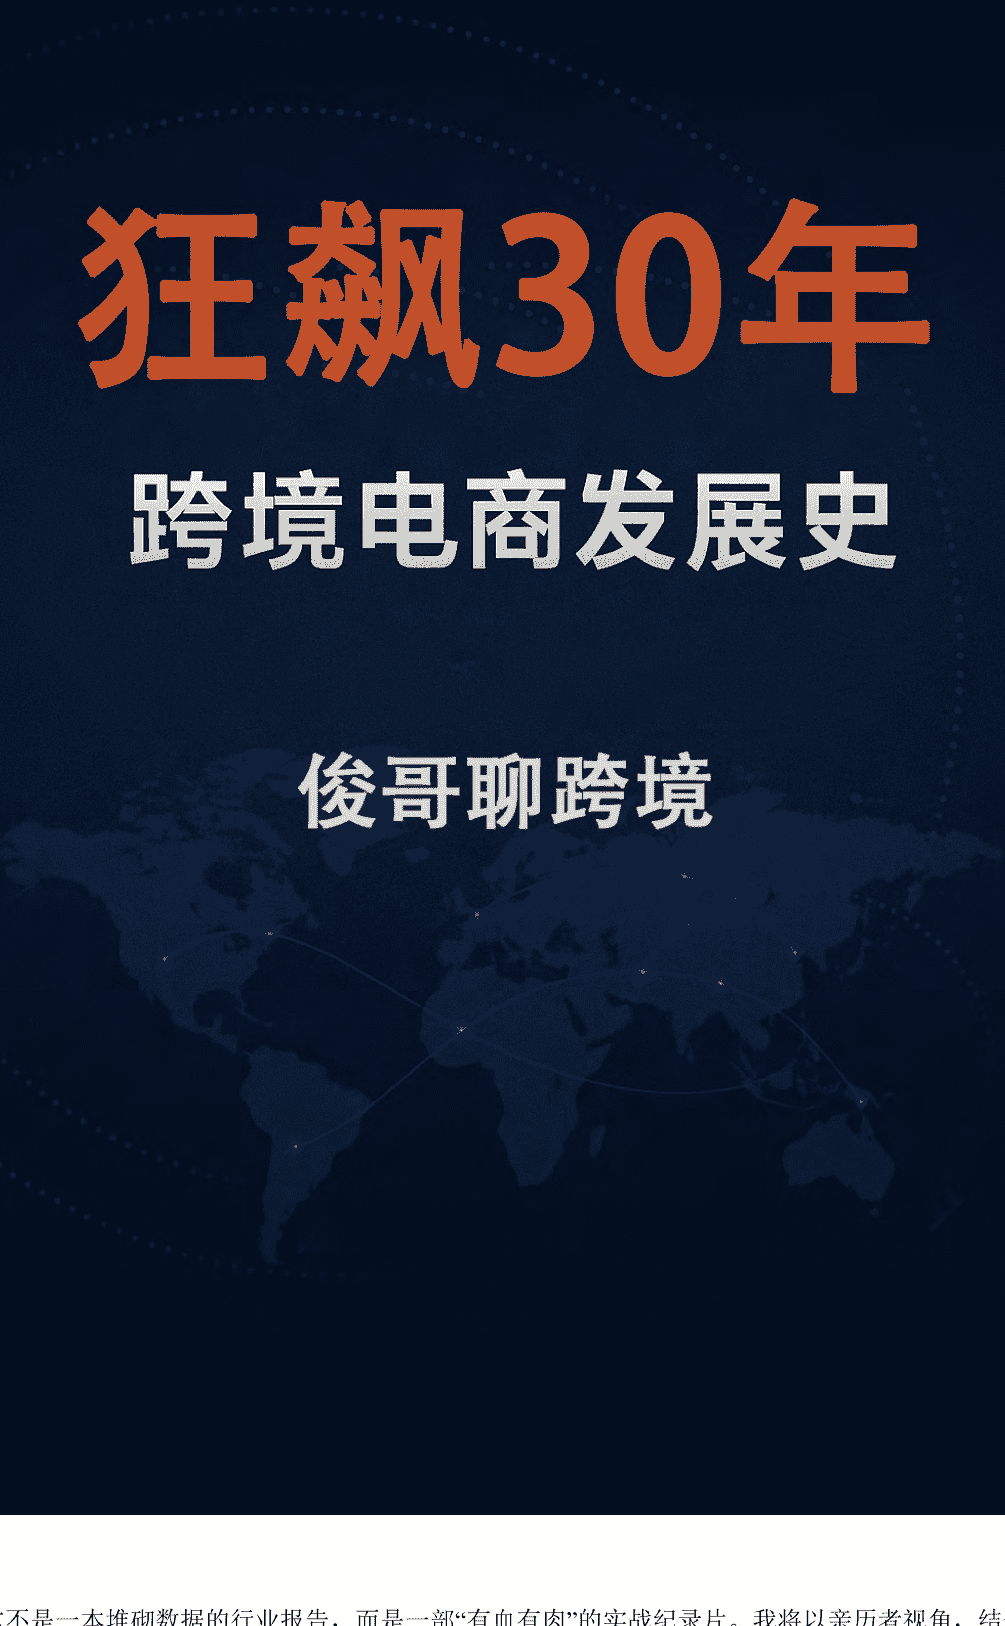 狂飙30年
跨境电商发展史
俊哥聊跨境
不是一本堆砌数据的行业报告，而是一部“有血有肉”的实战纪录片。我将以亲历者视角，结